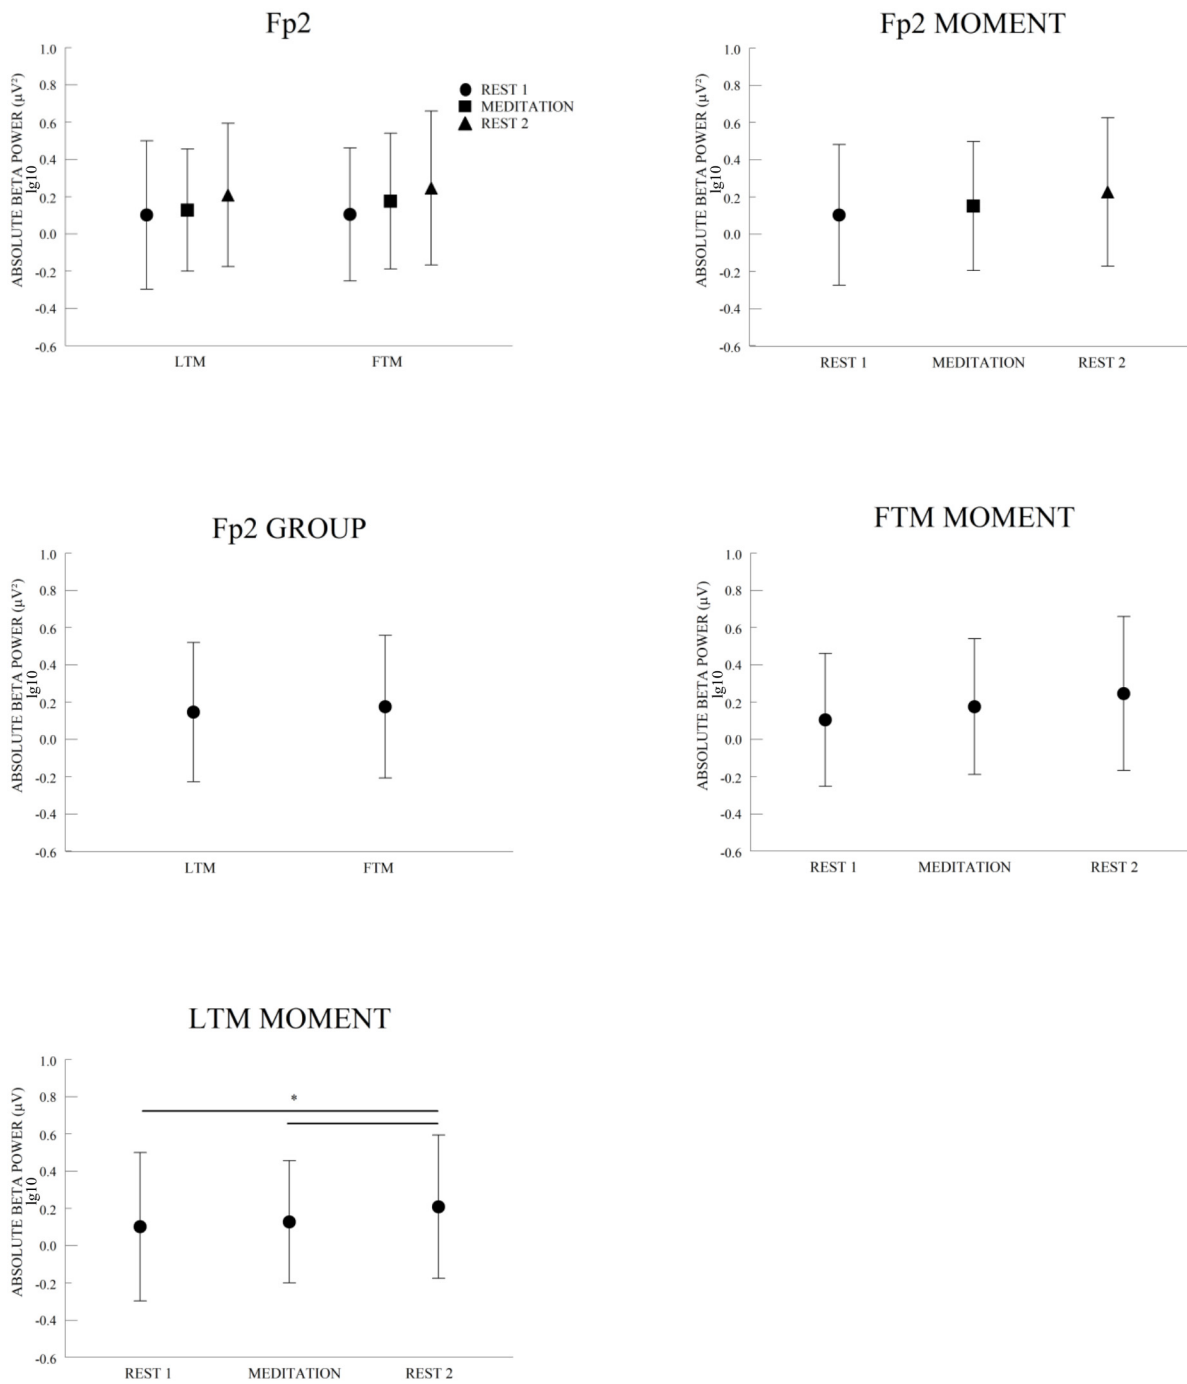 Fp2
ABSOLUTE BETA POWER (µV²)
lg10
1.0
0.8
0.6
0.4
0.2
0.0
-0.2
-0.4
-0.6
REST 1
MEDITATION
REST 2
LTM FTM
Fp2 MOMENT
ABSOLUTE BETA POWER (µV²)
lg10
1.0
0.8
0.6
0.4
0.2
0.0
-0.2
-0.4
-0.6
REST 1 MEDITATION REST 2
Fp2 GROUP
ABSOLUTE BETA POWER (µV²)
lg10
1.0
0.8
0.6
0.4
0.2
0.0
-0.2
-0.4
-0.6
LTM FTM
FTM MOMENT
ABSOLUTE BETA POWER (µV)
lg10
1.0
0.8
0.6
0.4
0.2
0.0
-0.2
-0.4
-0.6
REST 1 MEDITATION REST 2
LTM MOMENT
ABSOLUTE BETA POWER (µV)
lg10
1.0
0.8
0.6
0.4
0.2
0.0
-0.2
-0.4
-0.6
*
REST 1 MEDITATION REST 2